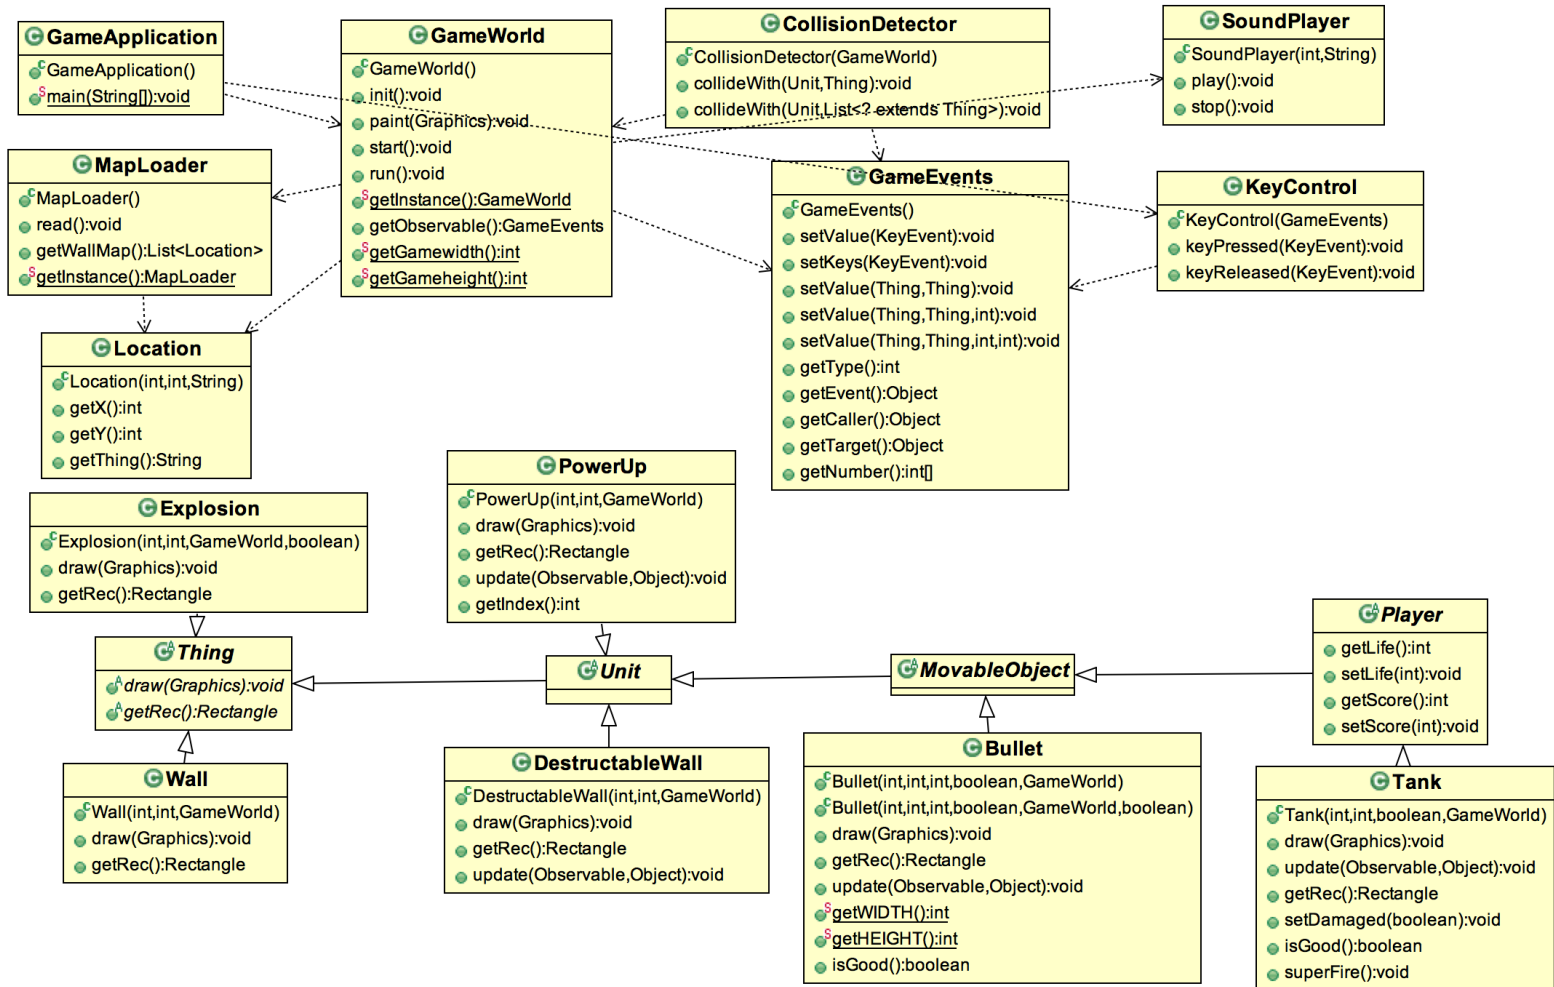 GameApplication
GameApplication()
main(String[]):void
GameWorld
GameWorld()
init():void
paint(Graphics):void
start():void
run():void
getInstance():GameWorld
getObservable():GameEvents
getGamewidth():int
getGameheight():int
CollisionDetector
CollisionDetector(GameWorld)
collideWith(Unit,Thing):void
collideWith(Unit,List<? extends Thing>):void
SoundPlayer
SoundPlayer(int,String)
play():void
stop():void
MapLoader
MapLoader()
read():void
getWallMap():List<Location>
getInstance():MapLoader
GameEvents
GameEvents()
setValue(KeyEvent):void
setKeys(KeyEvent):void
setValue(Thing,Thing):void
setValue(Thing,Thing,int):void
setValue(Thing,Thing,int,int):void
getType():int
getEvent():Object
getCaller():Object
getTarget():Object
getNumber():int[]
KeyControl
KeyControl(GameEvents)
keyPressed(KeyEvent):void
keyReleased(KeyEvent):void
Location
Location(int,int,String)
getX():int
getY():int
getThing():String
PowerUp
PowerUp(int,int,GameWorld)
draw(Graphics):void
getRec():Rectangle
update(Observable,Object):void
getIndex():int
Explosion
Explosion(int,int,GameWorld,boolean)
draw(Graphics):void
getRec():Rectangle
Thing
draw(Graphics):void
getRec():Rectangle
Unit
MovableObject
Player
getLife():int
setLife(int):void
getScore():int
setScore(int):void
Wall
Wall(int,int,GameWorld)
draw(Graphics):void
getRec():Rectangle
DestructableWall
DestructableWall(int,int,GameWorld)
draw(Graphics):void
getRec():Rectangle
update(Observable,Object):void
Bullet
Bullet(int,int,int,boolean,GameWorld)
Bullet(int,int,int,boolean,GameWorld,boolean)
draw(Graphics):void
getRec():Rectangle
update(Observable,Object):void
getWIDTH():int
getHEIGHT():int
isGood():boolean
Tank
Tank(int,int,boolean,GameWorld)
draw(Graphics):void
update(Observable,Object):void
getRec():Rectangle
setDamaged(boolean):void
isGood():boolean
superFire():void